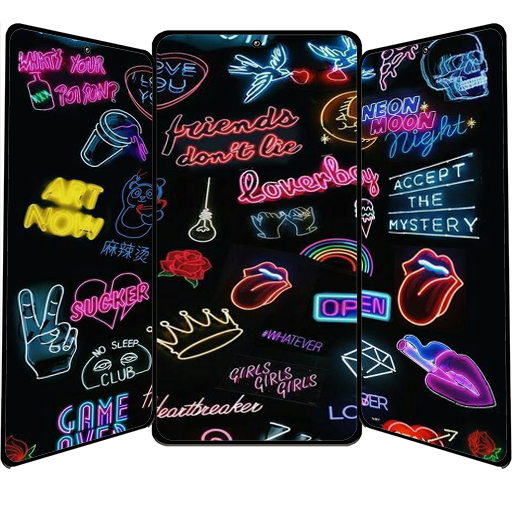 WHAT'S YOUR
POISON?
ART
NOW
麻辣烫
SUCKER
NO SLEEP
CLUB
GAME
OVER
LOVE
YOU
friends
don't lie
Loverboy
OPEN
#WHATEVER
GIRLS
GIRLS
GIRLS
Heartbreaker
NEON
MOON
Night
ACCEPT
THE
MYSTERY